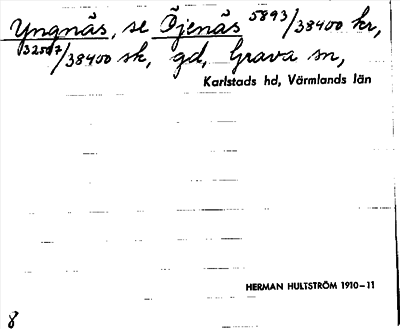 Yngnäs, se Öjenäs 5893/38400 kr,
32507/38400 sk, gd, Grava sn,
Karlstads hd, Värmlands län
HERMAN HULTSTRÖM 1910-11
8